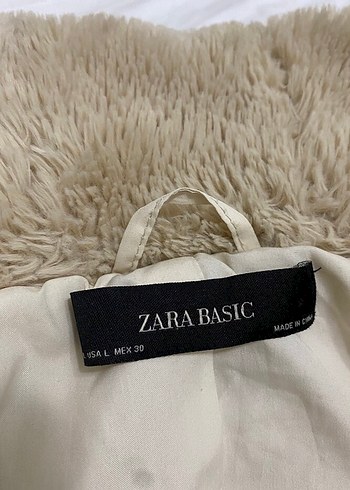 ZARA BASIC
USA L MEX 30
MADE IN CHINA